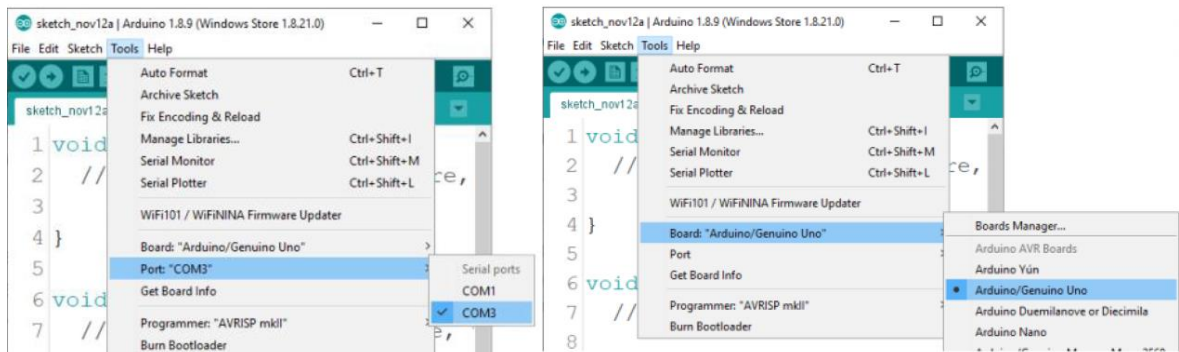 sketch_nov12a | Arduino 1.8.9 (Windows Store 1.8.21.0)
File Edit Sketch Tools Help
sketch_nov12a
Auto Format Ctrl+T
Archive Sketch
Fix Encoding & Reload
Manage Libraries... Ctrl+Shift+I
Serial Monitor Ctrl+Shift+M
Serial Plotter Ctrl+Shift+L
WiFi101 / WiFiNINA Firmware Updater
Board: "Arduino/Genuino Uno"
Port: "COM3"
Get Board Info
Programmer: "AVRISP mkII"
Burn Bootloader
Serial ports
COM1
COM3
1 void
2 // re,
3
4 }
5
6 void
7 // e,
sketch_nov12a | Arduino 1.8.9 (Windows Store 1.8.21.0)
File Edit Sketch Tools Help
sketch_nov12a
Auto Format Ctrl+T
Archive Sketch
Fix Encoding & Reload
Manage Libraries... Ctrl+Shift+I
Serial Monitor Ctrl+Shift+M
Serial Plotter Ctrl+Shift+L
WiFi101 / WiFiNINA Firmware Updater
Board: "Arduino/Genuino Uno"
Port
Get Board Info
Programmer: "AVRISP mkII"
Burn Bootloader
Boards Manager...
Arduino AVR Boards
Arduino Yún
Arduino/Genuino Uno
Arduino Duemilanove or Diecimila
Arduino Nano
1 void
2 // re,
3
4 }
5
6 void
7 //
8